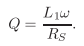 Q = \frac{L_1 \omega}{R_S}.